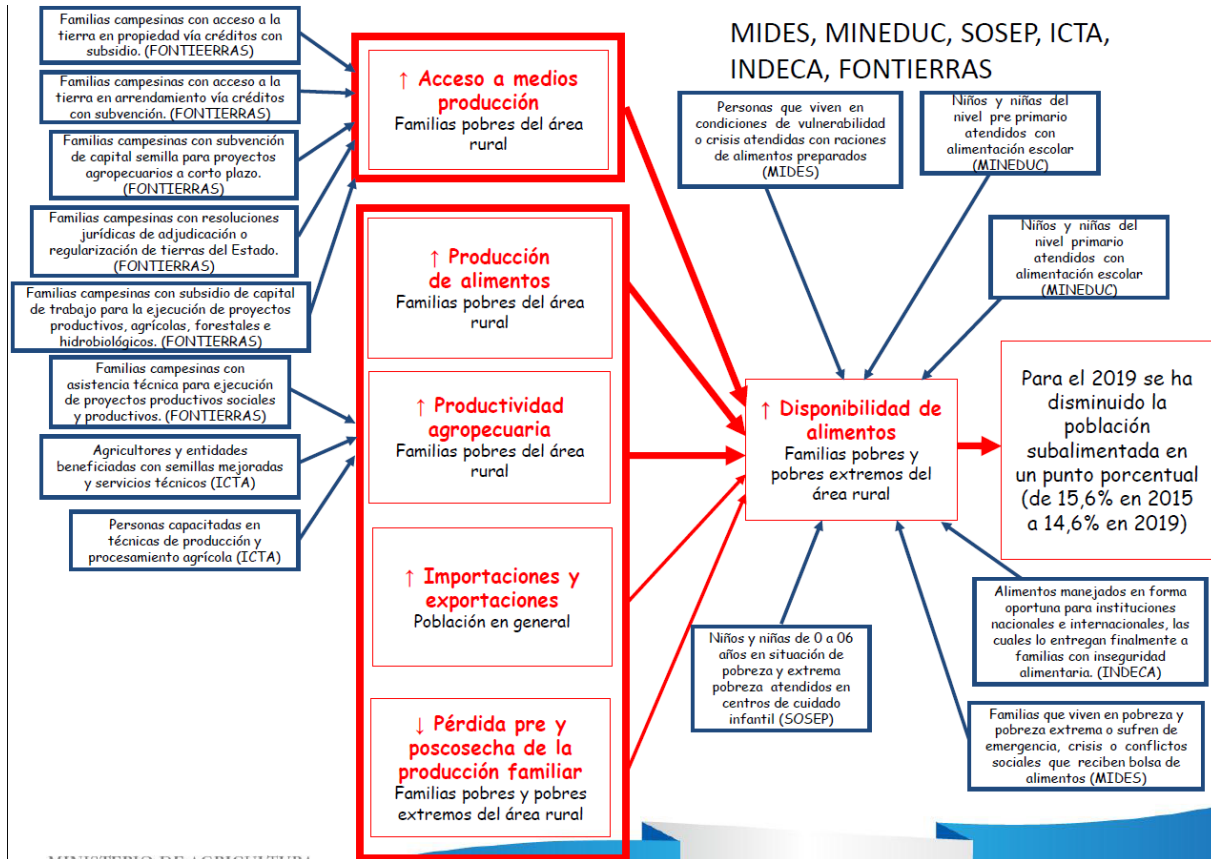 MIDES, MINEDUC, SOSEP, ICTA,
INDECA, FONTIERRAS
Familias campesinas con acceso a la
tierra en propiedad vía créditos con
subsidio. (FONTIEERRAS)
Familias campesinas con acceso a la
tierra en arrendamiento vía créditos
con subvención. (FONTIERRAS)
Familias campesinas con subvención
de capital semilla para proyectos
agropecuarios a corto plazo.
(FONTIERRAS)
Familias campesinas con resoluciones
jurídicas de adjudicación o
regularización de tierras del Estado.
(FONTIERRAS)
Familias campesinas con subsidio de capital
de trabajo para la ejecución de proyectos
productivos, agrícolas, forestales e
hidrobiológicos. (FONTIERRAS)
Familias campesinas con
asistencia técnica para ejecución
de proyectos productivos sociales
y productivos. (FONTIERRAS)
Agricultores y entidades
beneficiadas con semillas mejoradas
y servicios técnicos (ICTA)
Personas capacitadas en
técnicas de producción y
procesamiento agrícola (ICTA)
↑ Acceso a medios
producción
Familias pobres del área
rural
↑ Producción
de alimentos
Familias pobres del área
rural
↑ Productividad
agropecuaria
Familias pobres del área
rural
↑ Importaciones y
exportaciones
Población en general
↓ Pérdida pre y
poscosecha de la
producción familiar
Familias pobres y pobres
extremos del área rural
Personas que viven en
condiciones de vulnerabilidad
o crisis atendidas con raciones
de alimentos preparados
(MIDES)
Niños y niñas del
nivel pre primario
atendidos con
alimentación escolar
(MINEDUC)
Niños y niñas del
nivel primario
atendidos con
alimentación escolar
(MINEDUC)
↑ Disponibilidad de
alimentos
Familias pobres y
pobres extremos del
área rural
Para el 2019 se ha
disminuido la
población
subalimentada en
un punto porcentual
(de 15,6% en 2015
a 14,6% en 2019)
Niños y niñas de 0 a 06
años en situación de
pobreza y extrema
pobreza atendidos en
centros de cuidado
infantil (SOSEP)
Alimentos manejados en forma
oportuna para instituciones
nacionales e internacionales, las
cuales lo entregan finalmente a
familias con inseguridad
alimentaria. (INDECA)
Familias que viven en pobreza y
pobreza extrema o sufren de
emergencia, crisis o conflictos
sociales que reciben bolsa de
alimentos (MIDES)
MINISTERIO DE AGRICULTURA